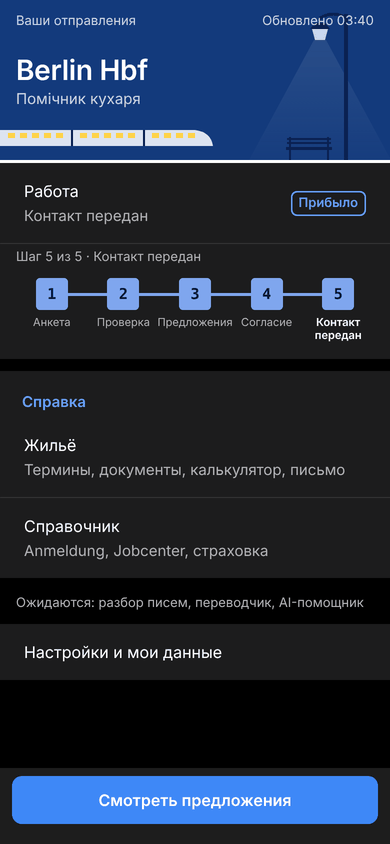 Ваши отправления
Обновлено 03:40
Berlin Hbf
Помічник кухаря
Работа
Контакт передан
Прибыло
Шаг 5 из 5 · Контакт передан
1 2 3 4 5
Анкета Проверка Предложения Согласие Контакт
передан
Справка
Жильё
Термины, документы, калькулятор, письмо
Справочник
Anmeldung, Jobcenter, страховка
Ожидаются: разбор писем, переводчик, AI-помощник
Настройки и мои данные
Смотреть предложения